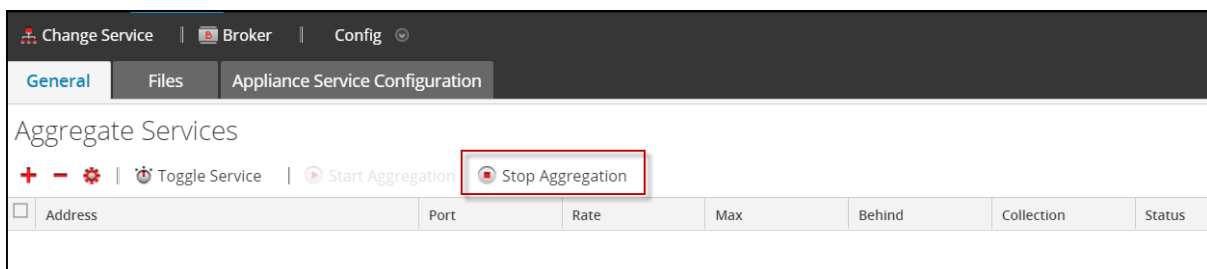 Change Service | B Broker | Config
General Files Appliance Service Configuration
Aggregate Services
Toggle Service | Start Aggregation Stop Aggregation
Address Port Rate Max Behind Collection Status